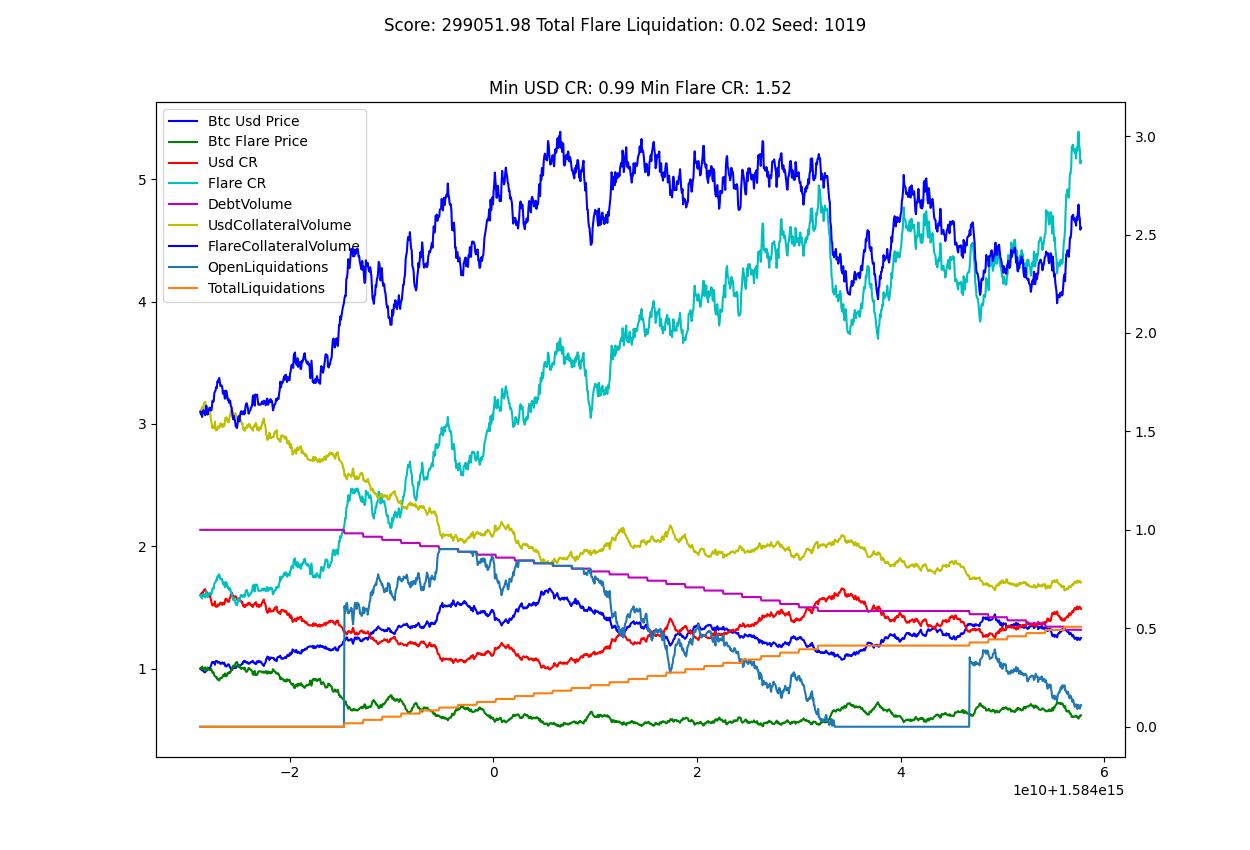 Score: 299051.98 Total Flare Liquidation: 0.02 Seed: 1019
Min USD CR: 0.99 Min Flare CR: 1.52
Btc Usd Price
Btc Flare Price
Usd CR
Flare CR
DebtVolume
UsdCollateralVolume
FlareCollateralVolume
OpenLiquidations
TotalLiquidations
5
4
3
2
1
3.0
2.5
2.0
1.5
1.0
0.5
0.0
−2 0 2 4 6
1e10+1.584e15